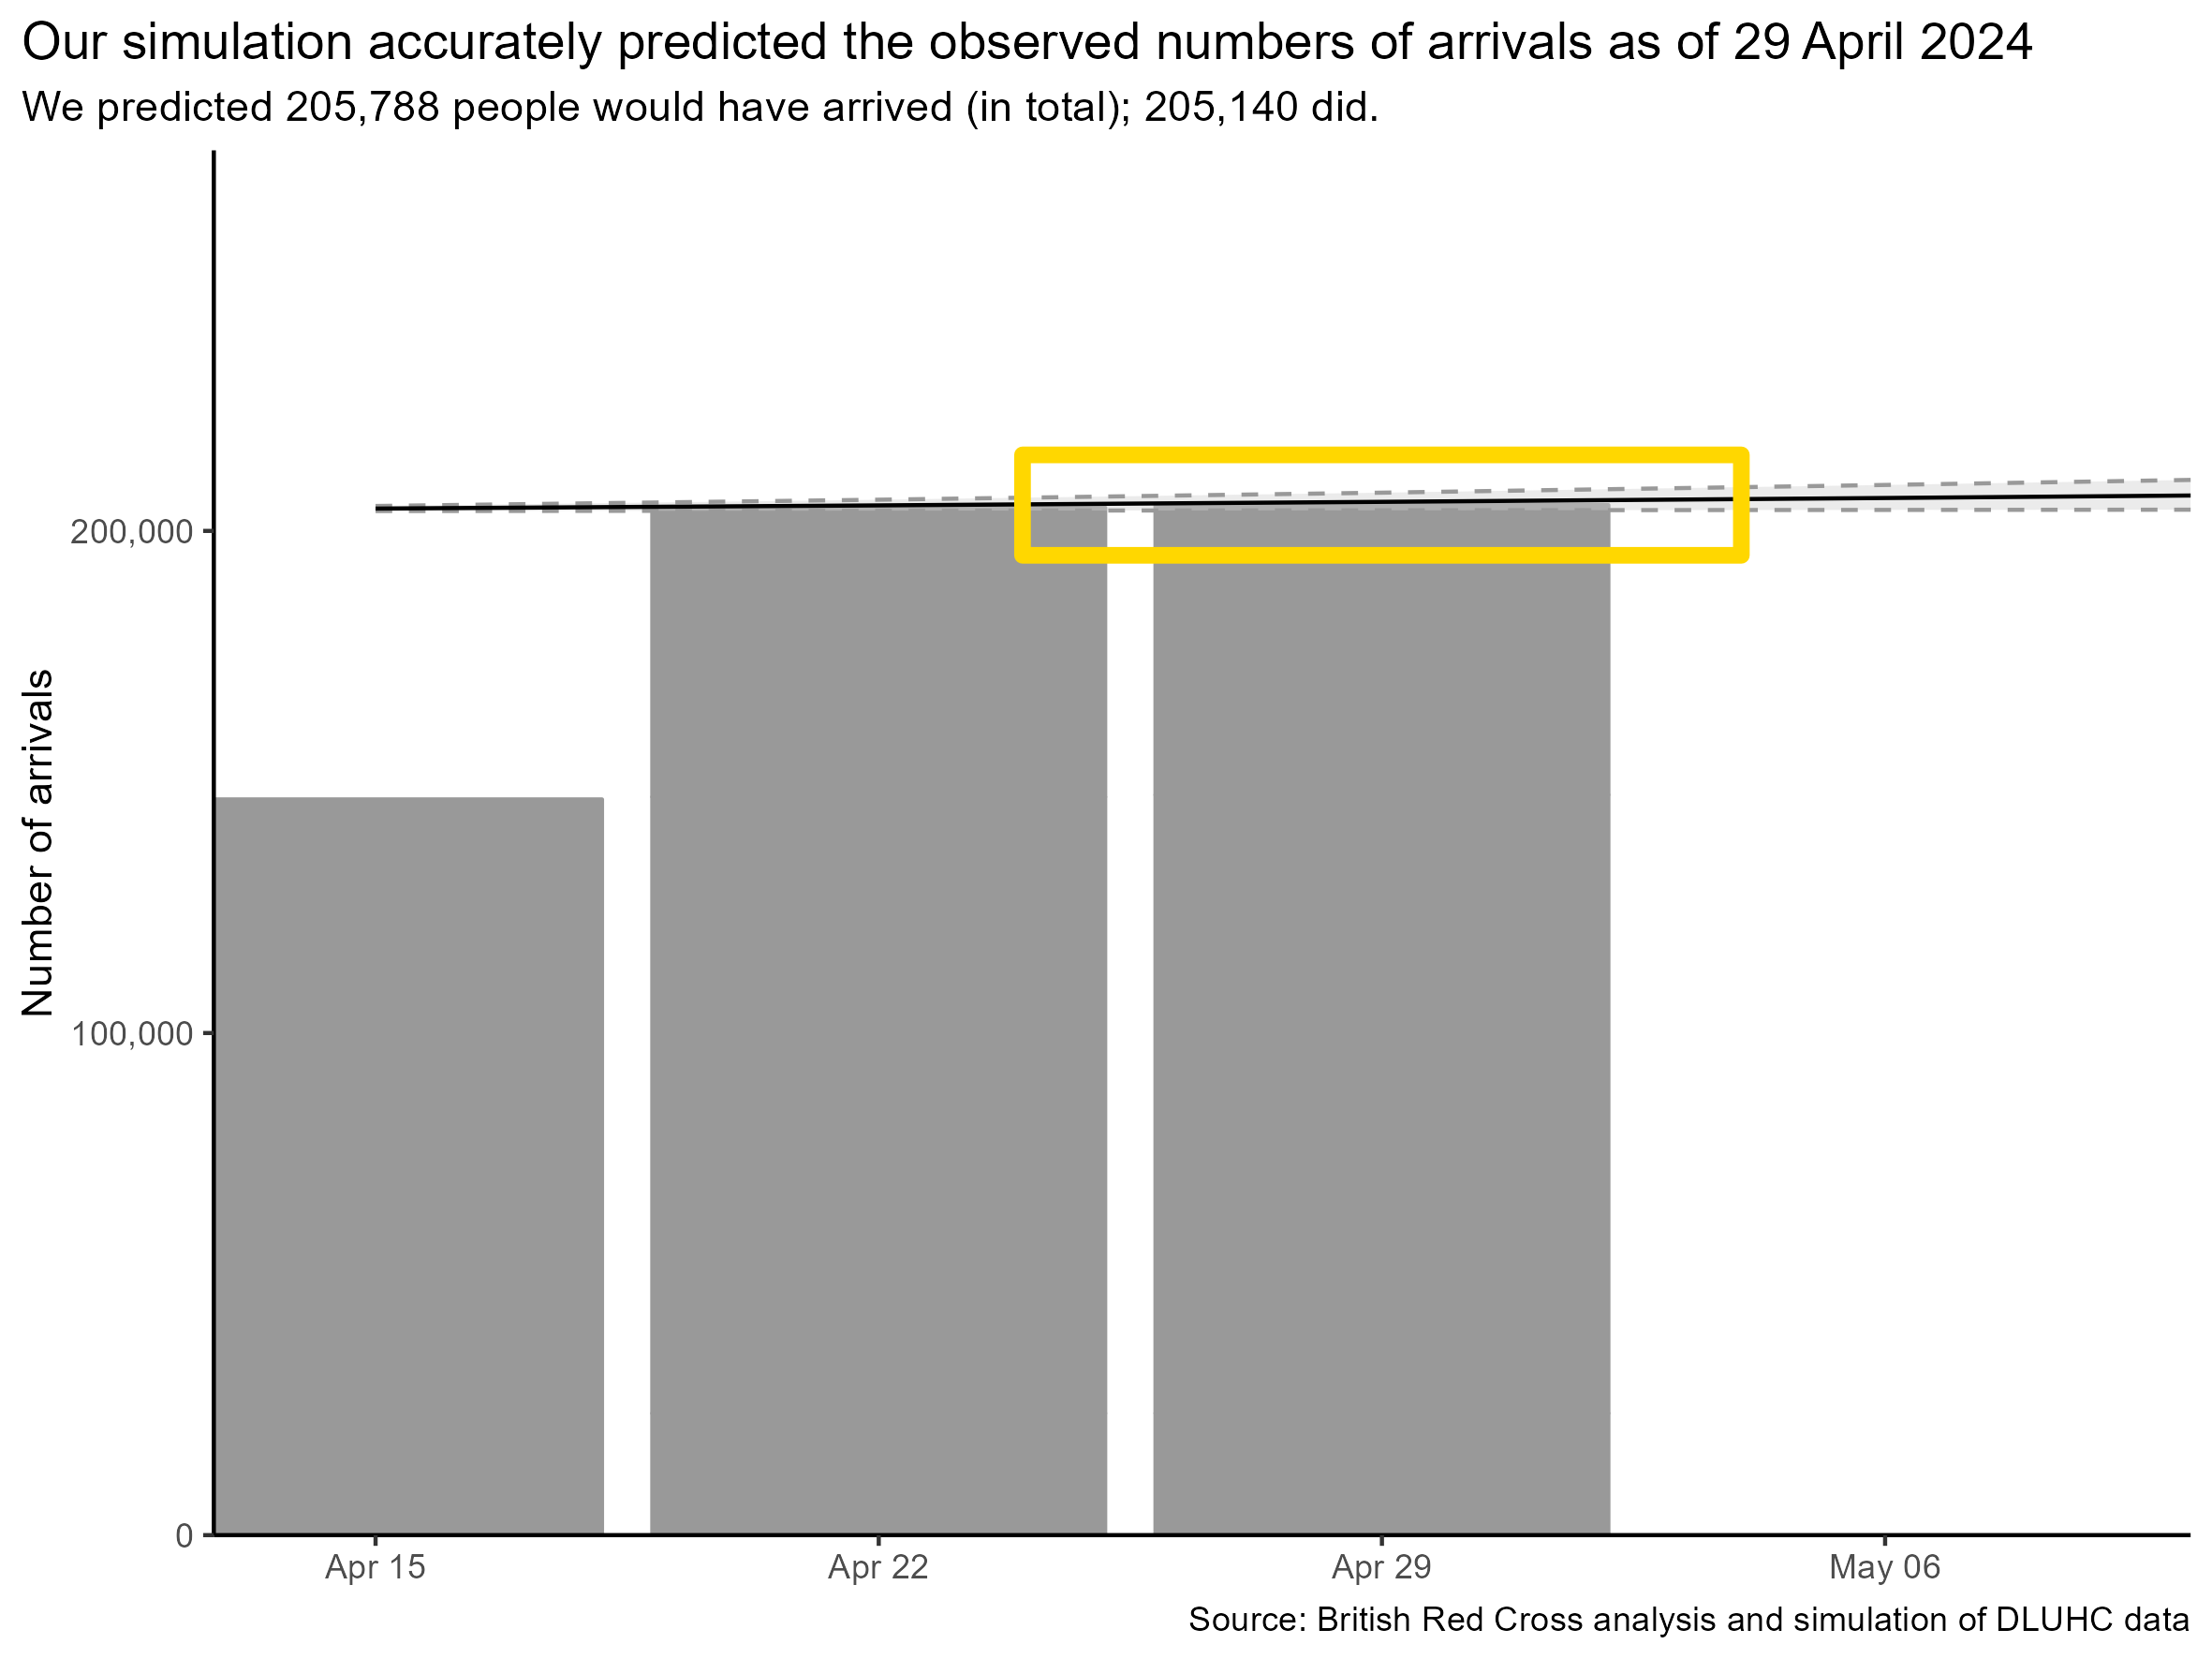 Our simulation accurately predicted the observed numbers of arrivals as of 29 April 2024
We predicted 205,788 people would have arrived (in total); 205,140 did.
Number of arrivals
200,000
100,000
0
Apr 15
Apr 22
Apr 29
May 06
Source: British Red Cross analysis and simulation of DLUHC data